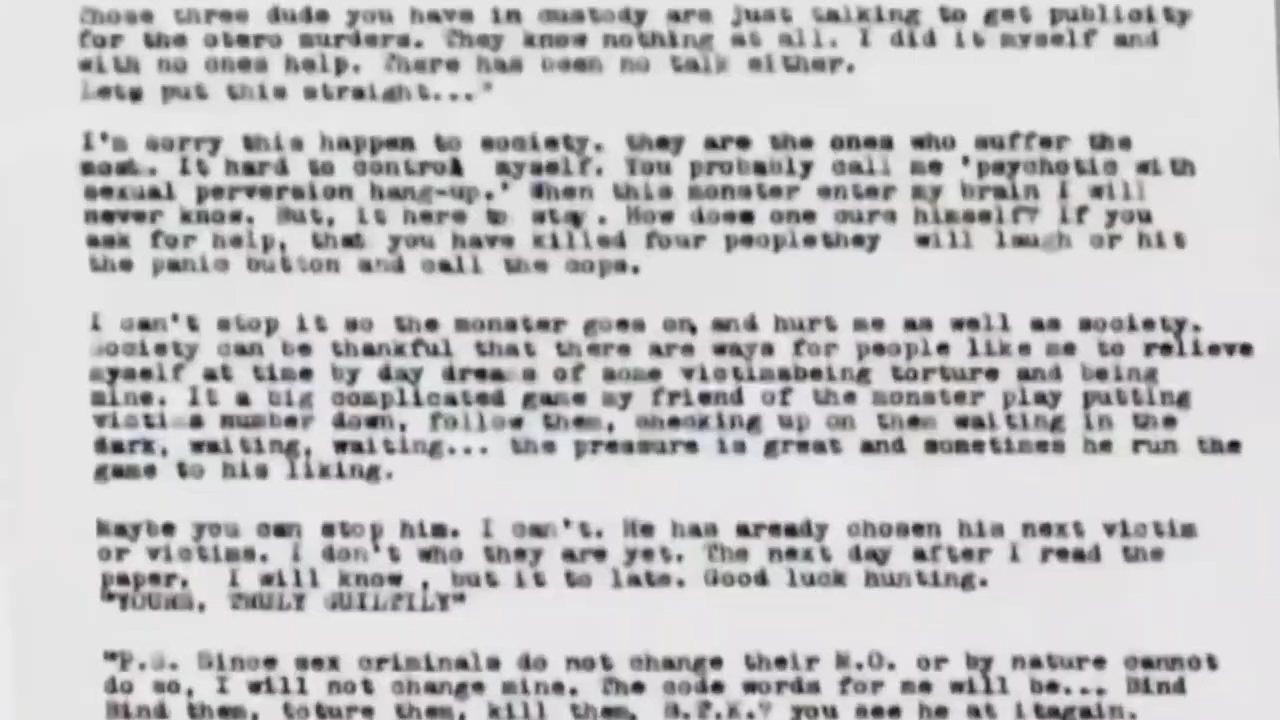 Those three dude you have in custody are just talking to get publicity
for the otero murders. They know nothing at all. I did it myself and
with no ones help. There has been no talk either.
Lets put this straight..."
I'm sorry this happen to society. they are the ones who suffer the
most. It hard to control myself. You probably call me 'psychotic with
sexual perversion hang-up.' When this monster enter my brain I will
never know. But, it here to stay. How does one cure himself? If you
ask for help, that you have killed four peoplethey will laugh or hit
the panic button and call the cops.
I can't stop it so the monster goes on, and hurt me as well as society.
Society can be thankful that there are ways for people like me to relieve
myself at time by day dreams of some victimsbeing torture and being
mine. It a big complicated game my friend of the monster play putting
victims number down, follow them, checking up on them waiting in the
dark, waiting, waiting... the pressure is great and sometimes he run the
game to his liking.
Maybe you can stop him. I can't. He has aready chosen his next victim
or victims. I don't who they are yet. The next day after I read the
paper, I will know, but it to late. Good luck hunting.
"YOURS, TRULY GUILTILY"
"P.S. Since sex criminals do not change their M.O. or by nature cannot
do so, I will not change mine. The code words for me will be... Bind
Bind them, toture them, kill them, B.T.K.? you see he at itagain.